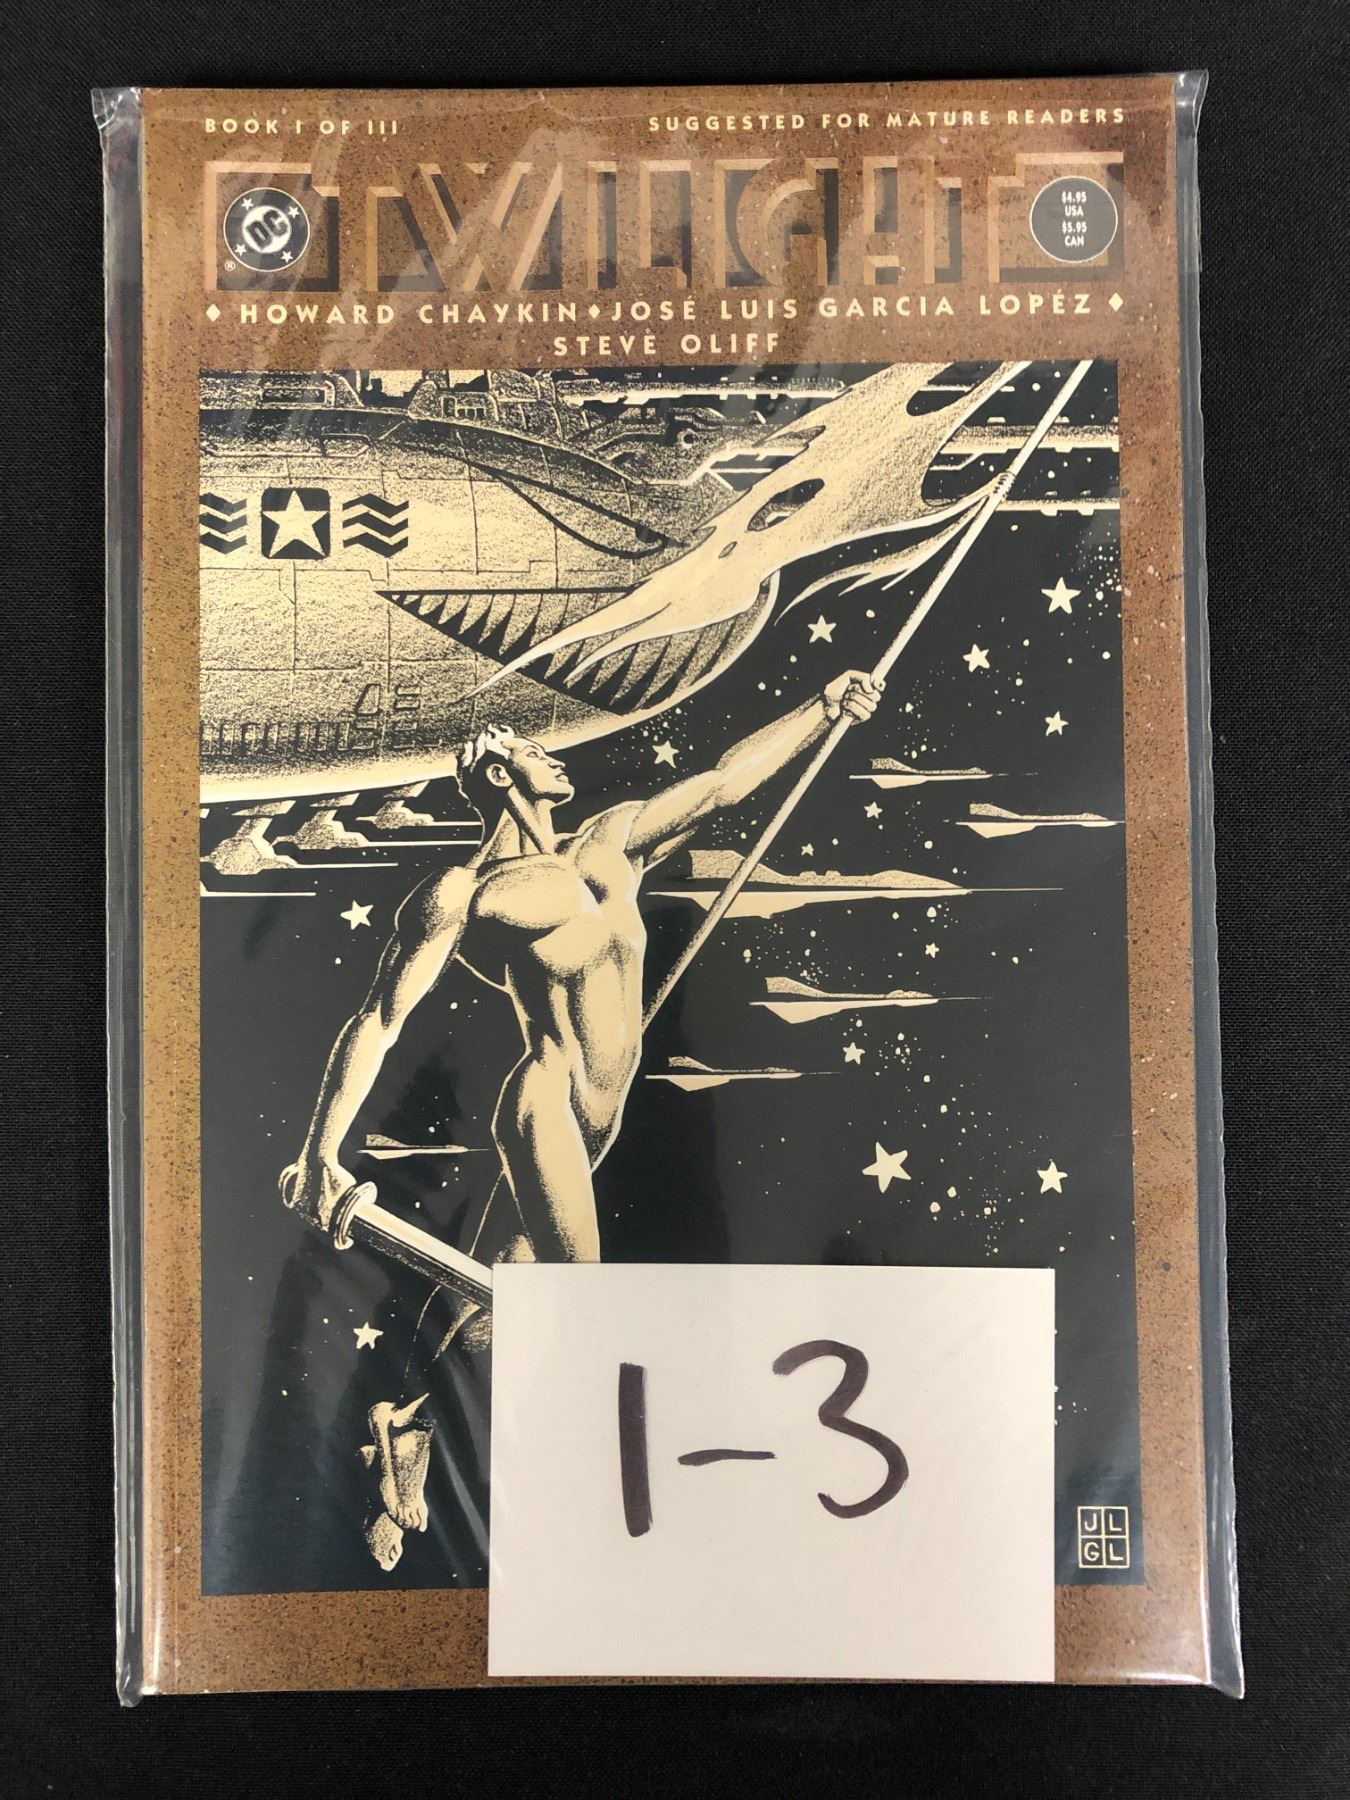 BOOK I OF III
SUGGESTED FOR MATURE READERS
TWILIGHT
DC
®
$4.95
USA
$5.95
CAN
♦ HOWARD CHAYKIN ♦ JOSÉ LUIS GARCIA LOPÉZ ♦
STEVE OLIFF
1-3
JL
GL